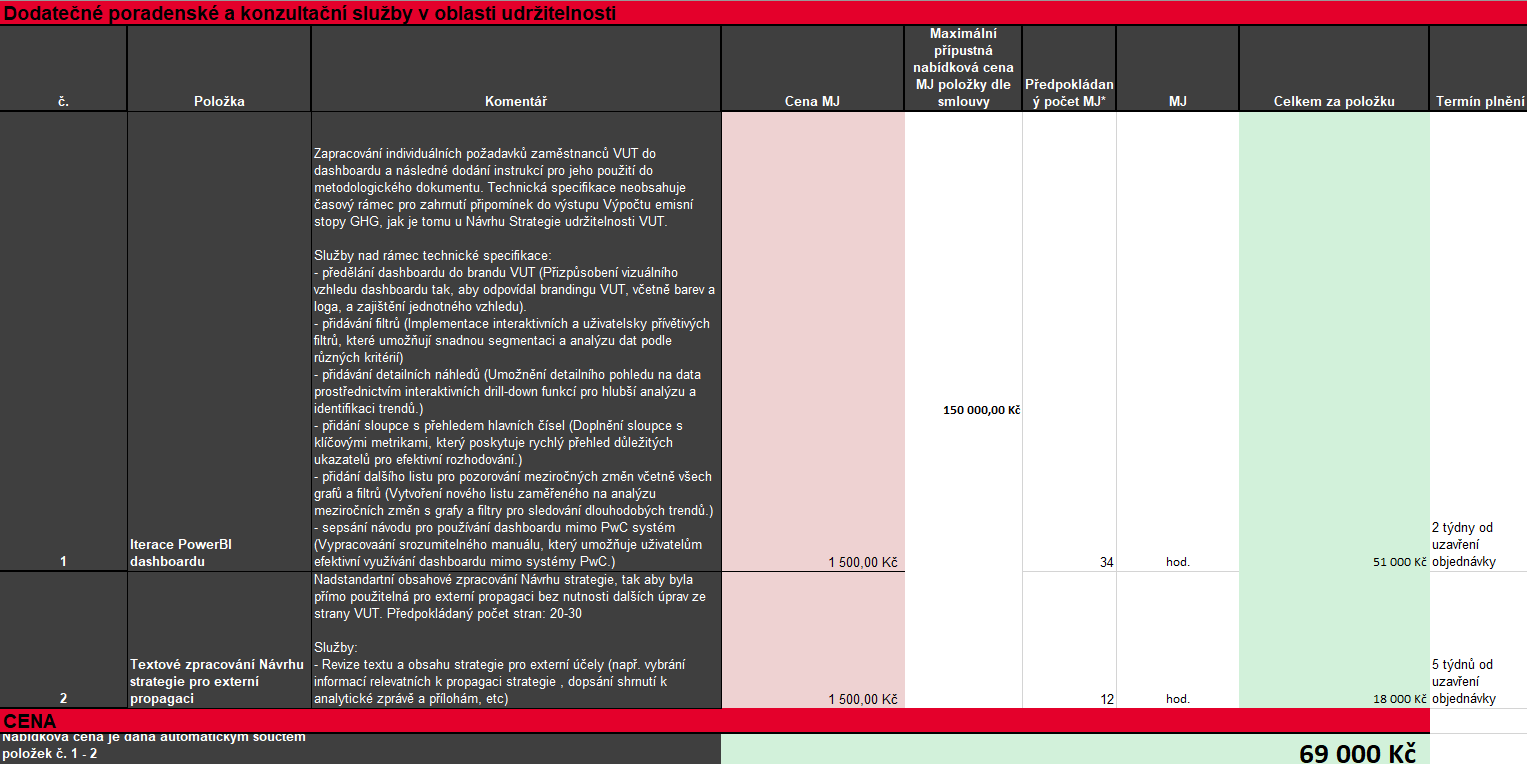 Dodatečné poradenské a konzultační služby v oblasti udržitelnosti
č.
Položka
Komentář
Cena MJ
Maximální
přípustná
nabídková cena
MJ položky dle
smlouvy
Předpokládan
ý počet MJ*
MJ
Celkem za položku
Termín plnění
1
Iterace PowerBI
dashboardu
Zapracování individuálních požadavků zaměstnanců VUT do
dashboardu a následné dodání instrukcí pro jeho použití do
metodologického dokumentu. Technická specifikace neobsahuje
časový rámec pro zahrnutí připomínek do výstupu Výpočtu emisní
stopy GHG, jak je tomu u Návrhu Strategie udržitelnosti VUT.
Služby nad rámec technické specifikace:
- předělání dashboardu do brandu VUT (Přizpůsobení vizuálního
vzhledu dashboardu tak, aby odpovídal brandingu VUT, včetně barev a
loga, a zajištění jednotného vzhledu).
- přidávání filtrů (Implementace interaktivních a uživatelsky přívětivých
filtrů, které umožňují snadnou segmentaci a analýzu dat podle
různých kritérií)
- přidávání detailních náhledů (Umožnění detailního pohledu na data
prostřednictvím interaktivních drill-down funkcí pro hlubší analýzu a
identifikaci trendů.)
- přidání sloupce s přehledem hlavních čísel (Doplnění sloupce s
klíčovými metrikami, který poskytuje rychlý přehled důležitých
ukazatelů pro efektivní rozhodování.)
- přidání dalšího listu pro pozorování meziročných změn včetně všech
grafů a filtrů (Vytvoření nového listu zaměřeného na analýzu
meziročních změn s grafy a filtry pro sledování dlouhodobých trendů.)
- sepsání návodu pro používání dashboardu mimo PwC systém
(Vypracovaání srozumitelného manuálu, který umožňuje uživatelům
efektivní využívání dashboardu mimo systémy PwC.)
1 500,00 Kč
150 000,00 Kč
34
hod.
51 000 Kč
2 týdny od
uzavření
objednávky
2
Textové zpracování Návrhu
strategie pro externí
propagaci
Nadstandartní obsahové zpracování Návrhu strategie, tak aby byla
přímo použitelná pro externí propagaci bez nutnosti dalších úprav ze
strany VUT. Předpokládaný počet stran: 20-30
Služby:
- Revize textu a obsahu strategie pro externí účely (např. vybrání
informací relevatních k propagaci strategie , dopsání shrnutí k
analytické zprávě a přílohám, etc)
1 500,00 Kč
12
hod.
18 000 Kč
5 týdnů od
uzavření
objednávky
CENA
Nabídková cena je dána automatickým součtem
položek č. 1 - 2
69 000 Kč